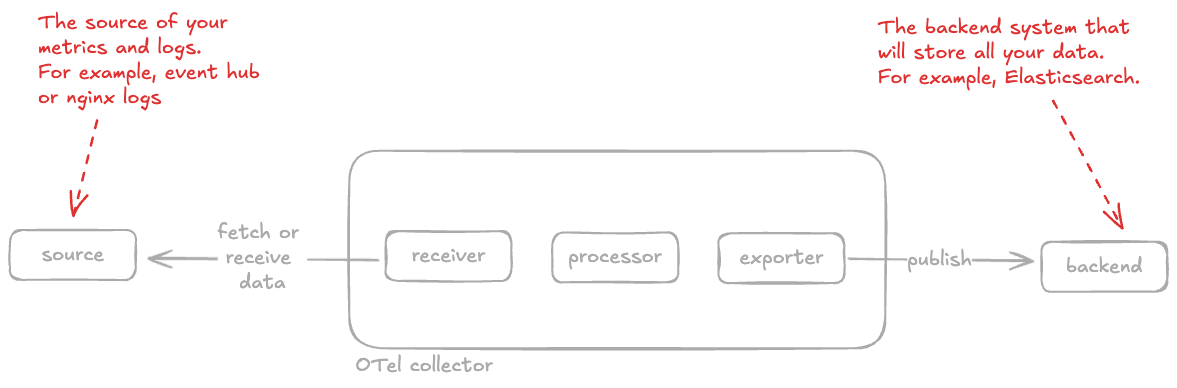 The source of your
metrics and logs.
For example, event hub
or nginx logs
The backend system that
will store all your data.
For example, Elasticsearch.
source
fetch or
receive
data
receiver
processor
exporter
publish
backend
OTel collector